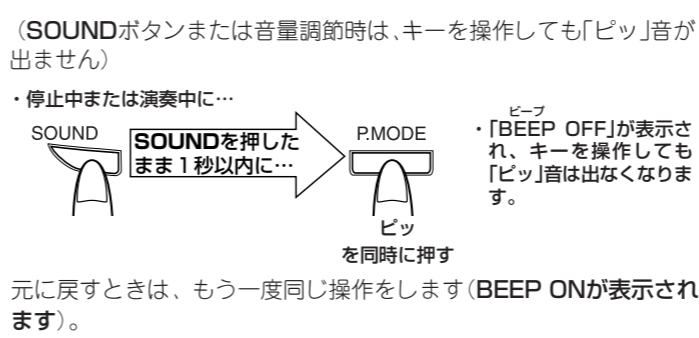 （SOUNDボタンまたは音量調節時は、キーを操作しても「ピッ」音が
出ません）
・停止中または演奏中に…
SOUND
SOUNDを押した
まま１秒以内に…
P.MODE
ピッ
を同時に押す
ビープ
・「BEEP OFF」が表示さ
れ、キーを操作しても
「ピッ」音は出なくなりま
す。
元に戻すときは、もう一度同じ操作をします（BEEP ONが表示され
ます）。